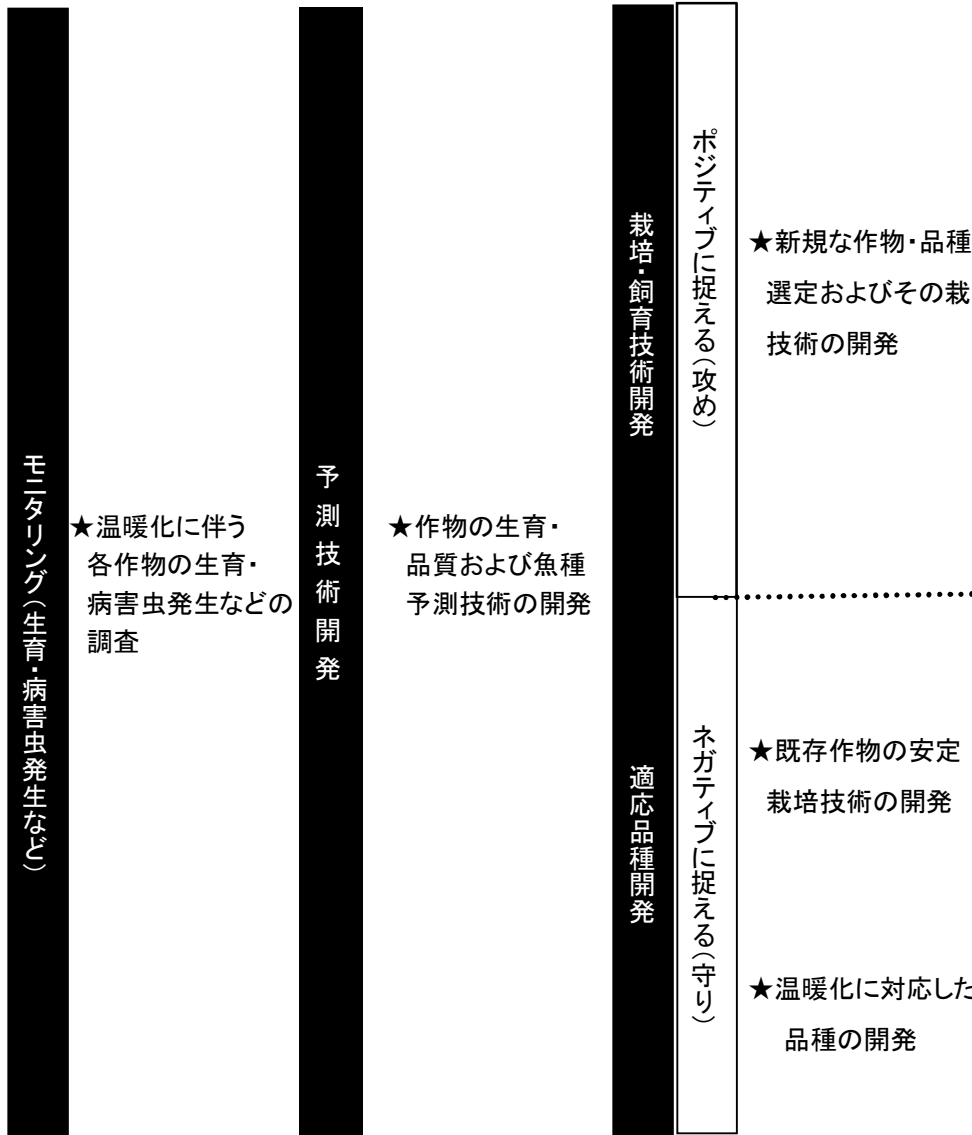 モニタリング（生育・病害虫発生など）
★温暖化に伴う
各作物の生育・
病害虫発生などの
調査
予測技術開発
★作物の生育・
品質および魚種
予測技術の開発
栽培・飼育技術開発
適応品種開発
ポジティブに捉える（攻め）
★新規な作物・品種
選定およびその栽
技術の開発
ネガティブに捉える（守り）
★既存作物の安定
栽培技術の開発
★温暖化に対応した
品種の開発